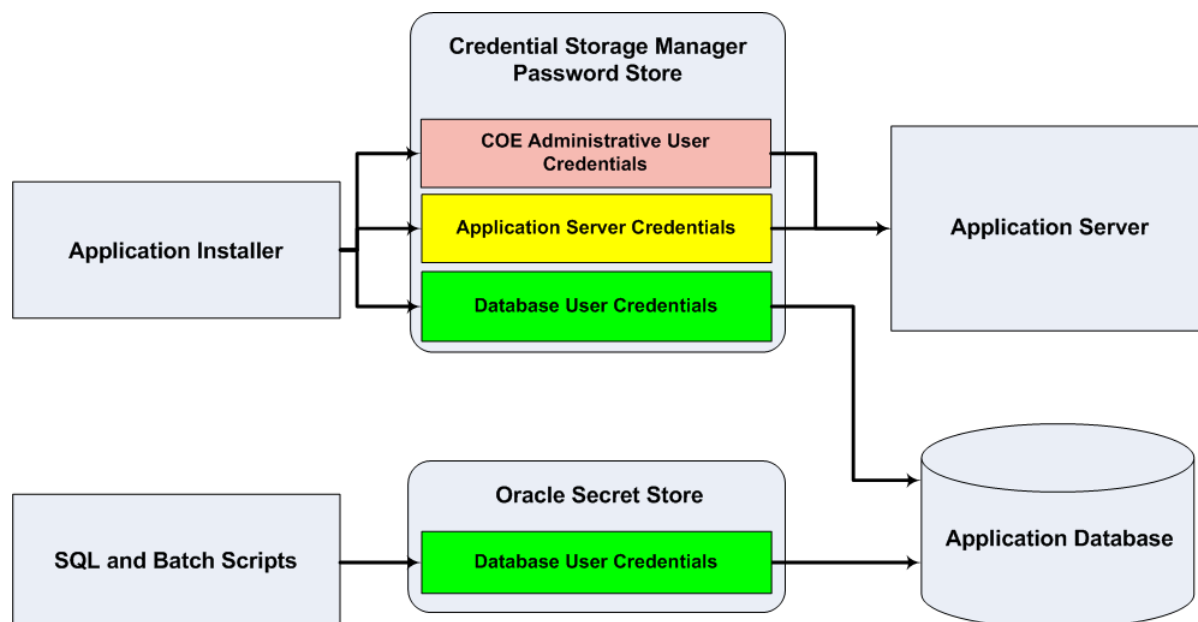 Credential Storage Manager
Password Store
COE Administrative User
Credentials
Application Installer
Application Server Credentials
Application Server
Database User Credentials
Oracle Secret Store
SQL and Batch Scripts
Database User Credentials
Application Database